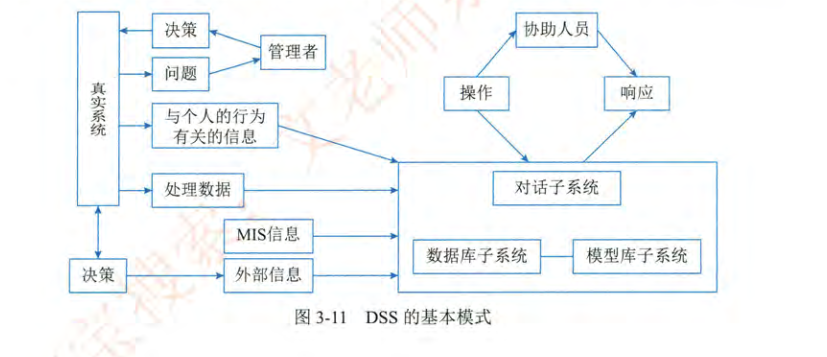 决策
协助人员
管理者
问题
操作
响应
真实系统
与个人的行为
有关的信息
处理数据
对话子系统
MIS信息
数据库子系统
模型库子系统
决策
外部信息
图 3-11 DSS 的基本模式